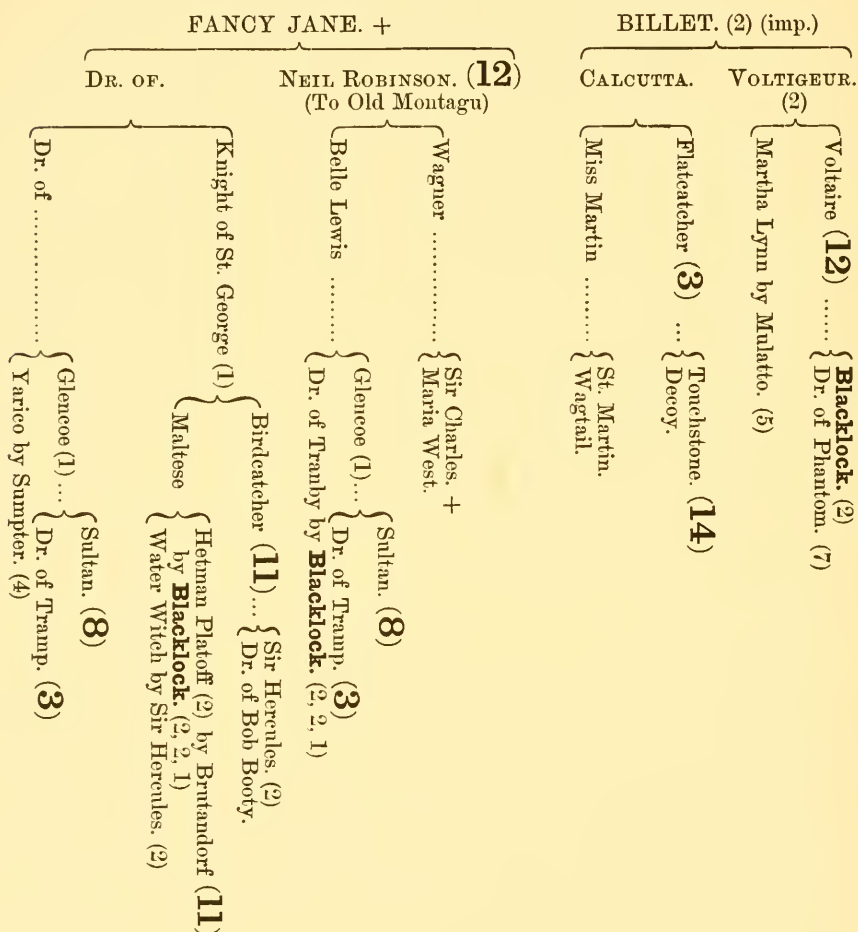 FANCY JANE. +
BILLET. (2) (imp.)
DR. OF.
NEIL ROBINSON. (12)
(To Old Montagu)
CALCUTTA.
VOLTIGEUR.
(2)
Dr. of ..................
Glencoe (1) ...
Sultan. (8)
Dr. of Tramp. (3)
Yarico by Sumpter. (4)
Knight of St. George (1)
Birdcatcher (11) ...
Sir Hercules. (2)
Dr. of Bob Booty.
Maltese
Hetman Platoff (2) by Brutandorf (11)
by Blacklock. (2, 2, 1)
Water Witch by Sir Hercules. (2)
Belle Lewis .........
Glencoe (1)...
Sultan. (8)
Dr. of Tramp. (3)
Dr. of Tranby by Blacklock. (2, 2, 1)
Wagner ...............
Sir Charles. +
Maria West.
Miss Martin .........
St. Martin.
Wagtail.
Flatcatcher (3) ...
Touchstone. (14)
Decoy.
Martha Lynn by Mulatto. (5)
Voltaire (12) ......
Blacklock. (2)
Dr. of Phantom. (7)